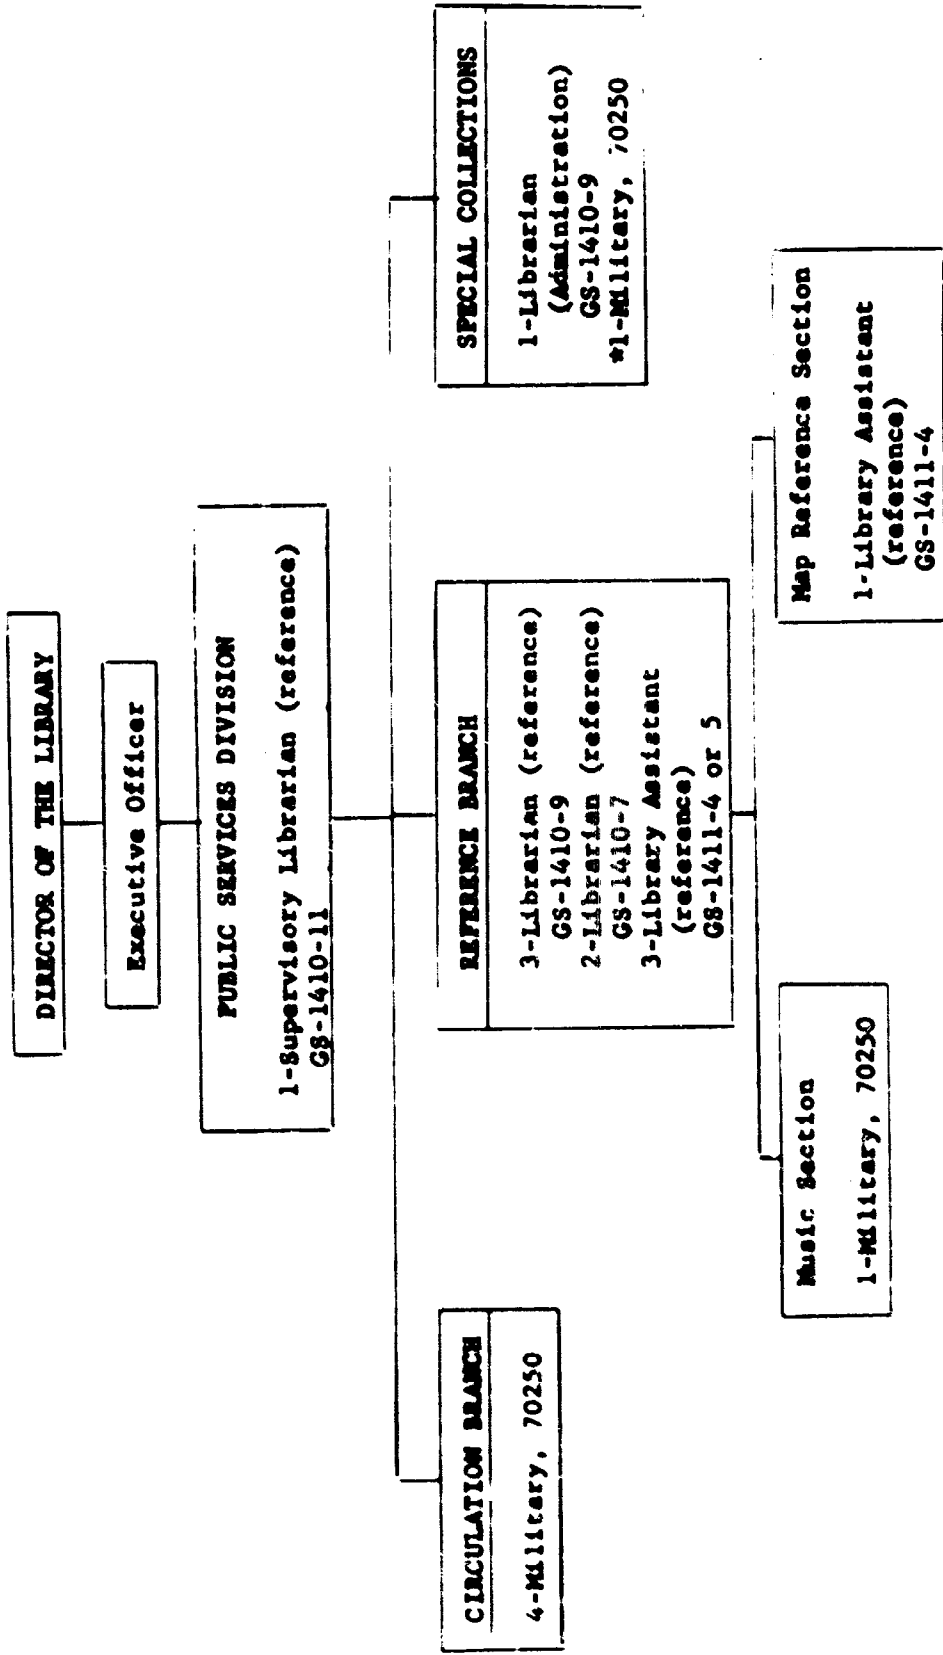 DIRECTOR OF THE LIBRARY
Executive Officer
PUBLIC SERVICES DIVISION
1-Supervisory Librarian (reference)
GS-1410-11
CIRCULATION BRANCH
4-Military, 70250
REFERENCE BRANCH
3-Librarian (reference)
GS-1410-9
2-Librarian (reference)
GS-1410-7
3-Library Assistant
(reference)
GS-1411-4 or 5
SPECIAL COLLECTIONS
1-Librarian
(Administration)
GS-1410-9
*1-Military, 70250
Music Section
1-Military, 70250
Map Reference Section
1-Library Assistant
(reference)
GS-1411-4